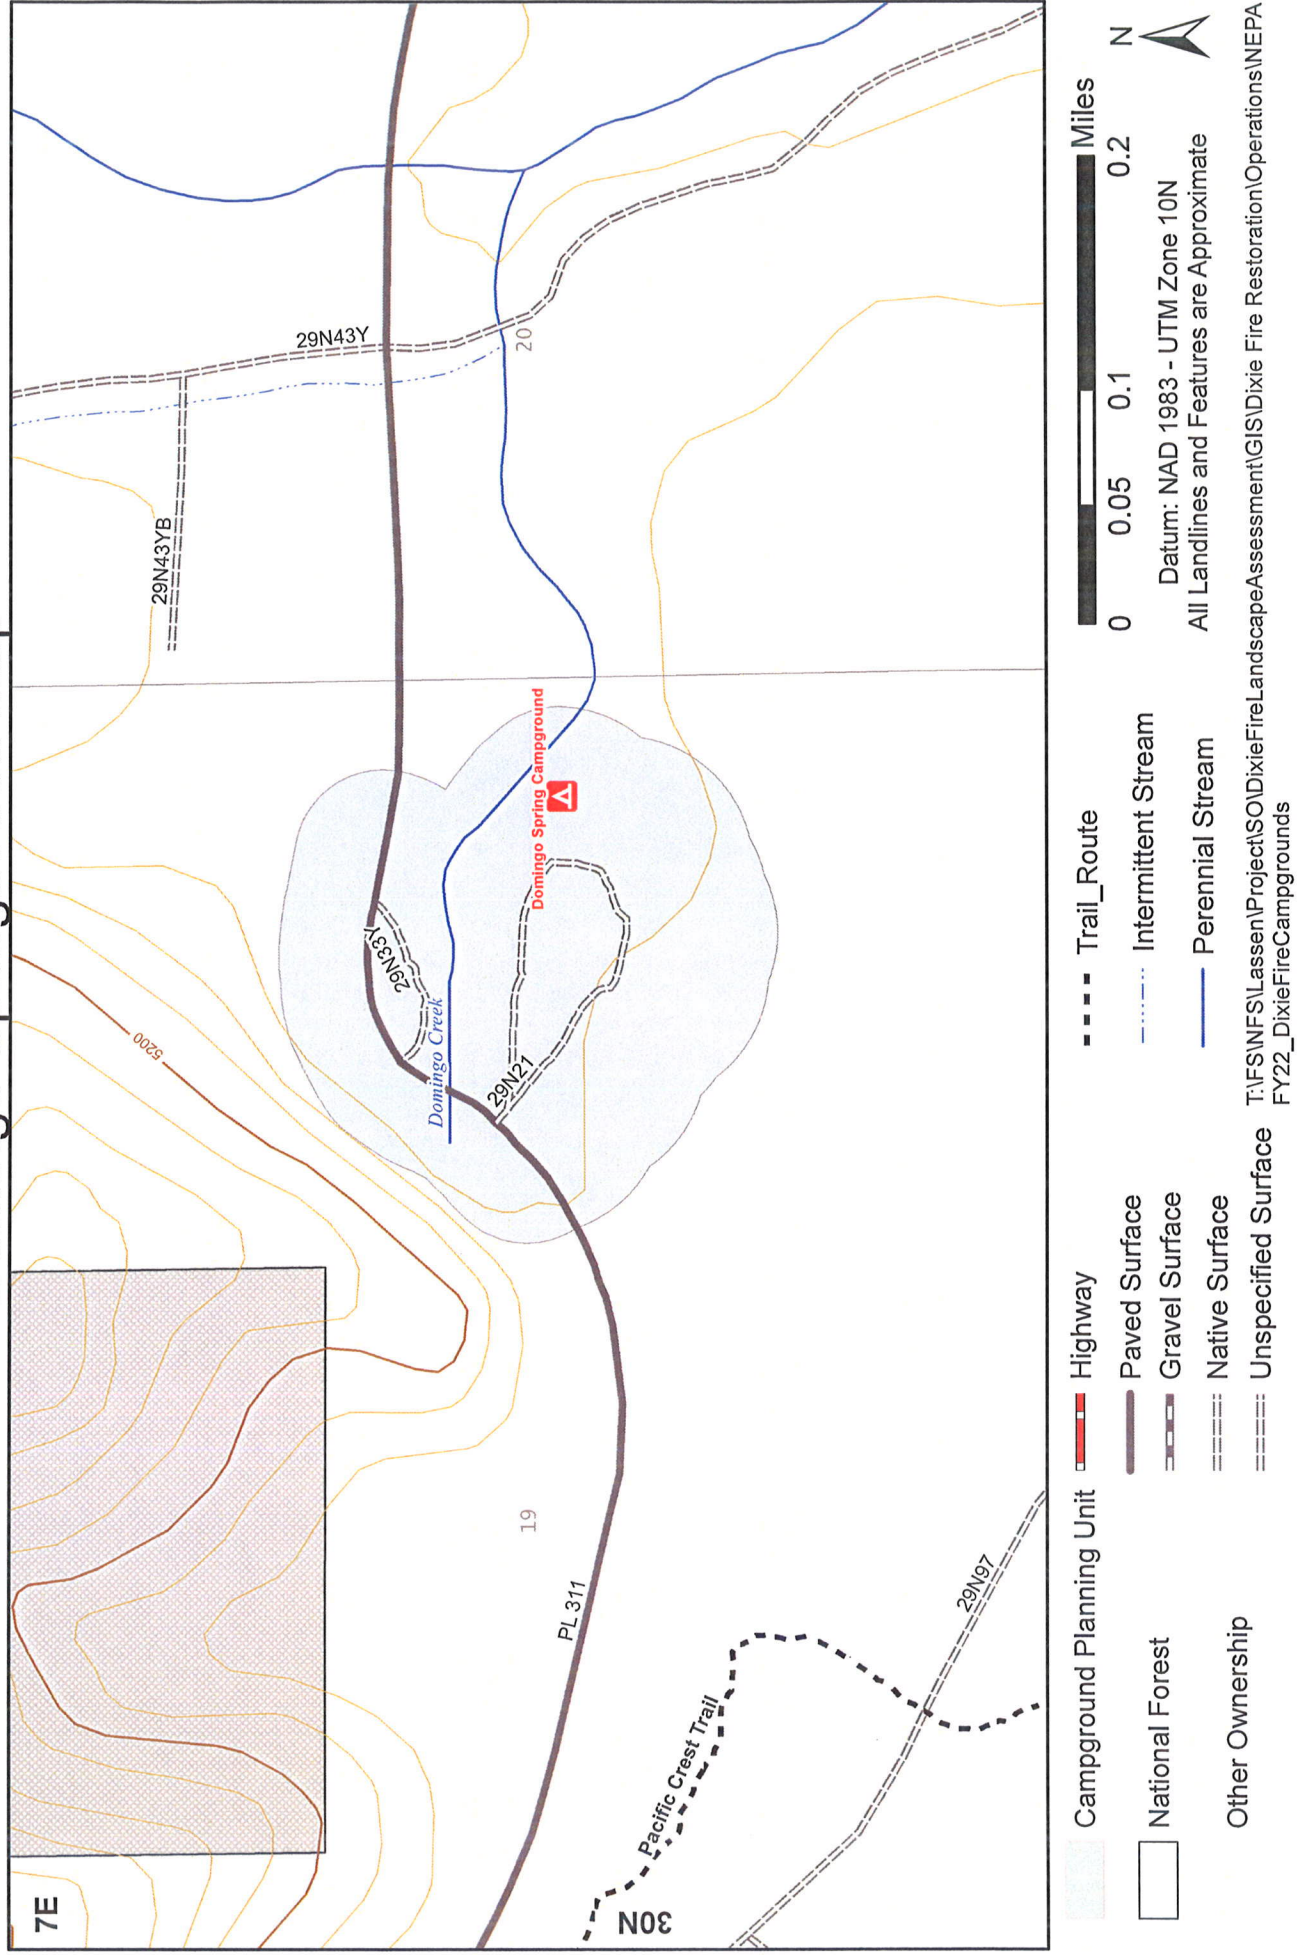 7E
30N
19
20
5200
29N43YB
29N43Y
29N33Y
Domingo Creek
29N21
Domingo Spring Campground
PL 311
Pacific Crest Trail
29N97
Campground Planning Unit
National Forest
Other Ownership
Highway
Paved Surface
Gravel Surface
Native Surface
Unspecified Surface
Trail_Route
Intermittent Stream
Perennial Stream
0 0.05 0.1 0.2
Miles
N
Datum: NAD 1983 - UTM Zone 10N
All Landlines and Features are Approximate
T:\FS\NFS\Lassen\Project\SO\DixieFireLandscapeAssessment\GIS\Dixie Fire Restoration\Operations\NEPA
FY22_DixieFireCampgrounds